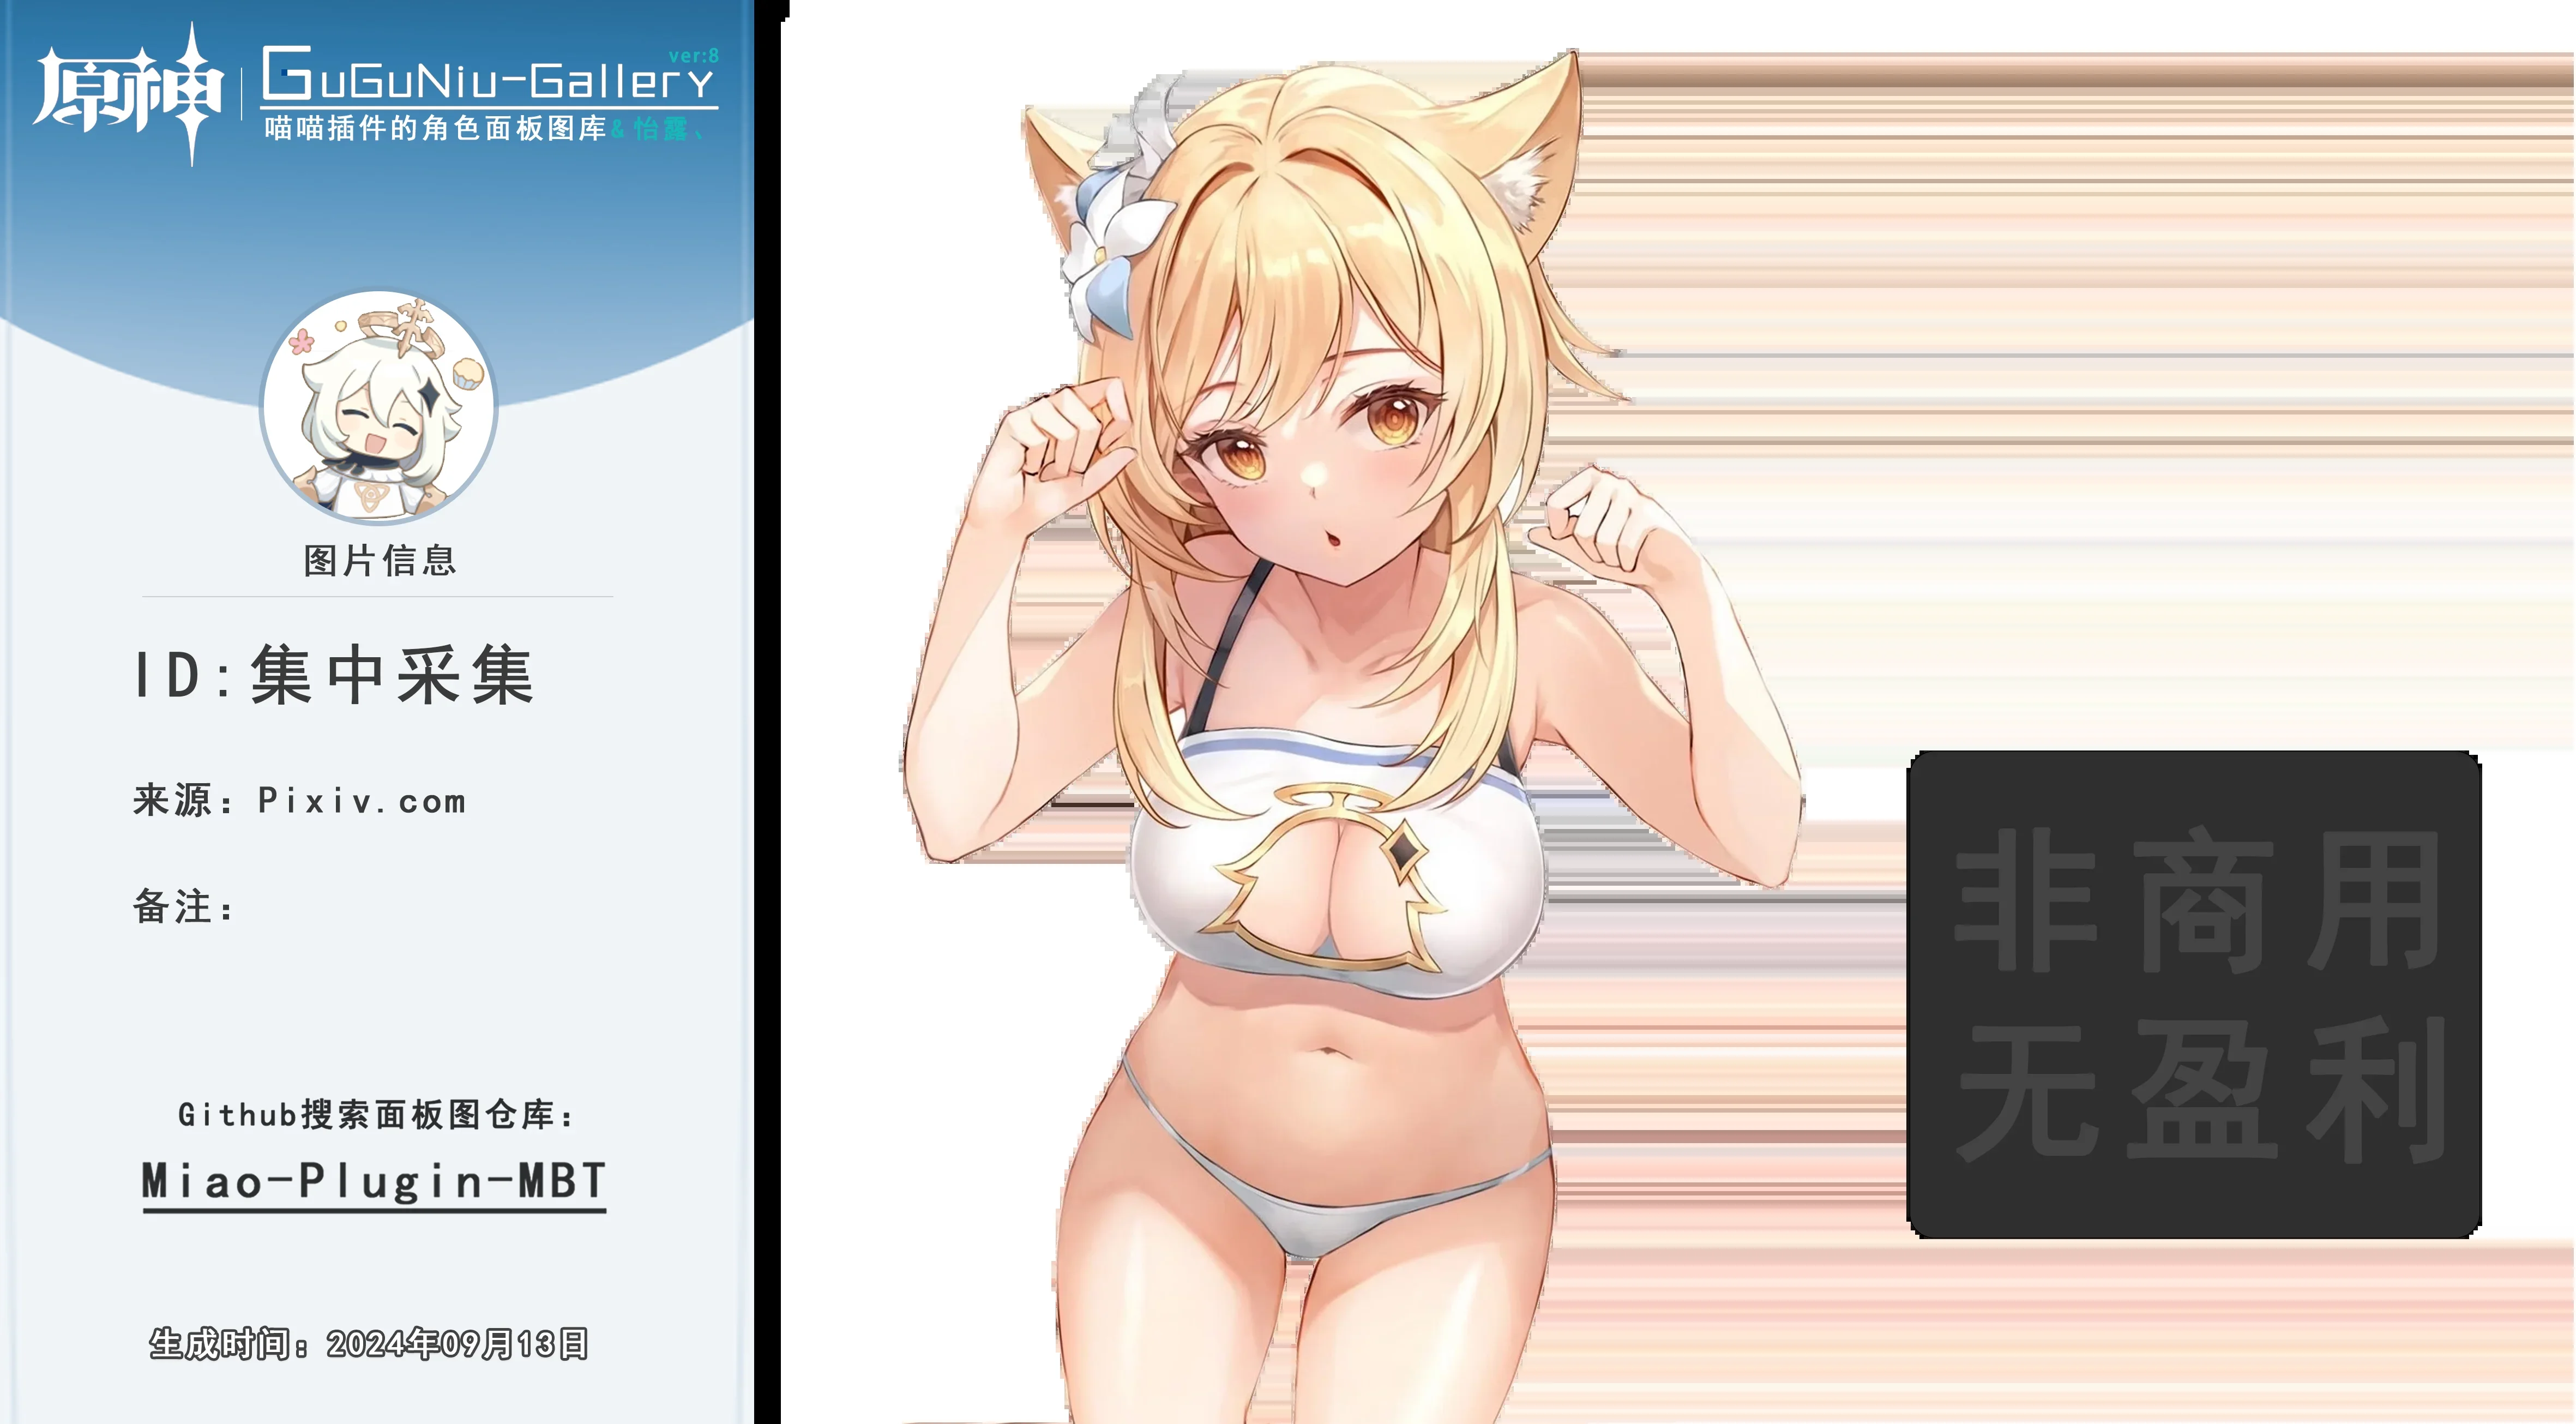 原神
GuGuNiu-Gallery
ver:8
喵喵插件的角色面板图库& 怡霾、
图片信息
ID:集中采集
来源：Pixiv.com
备注：
Github搜索面板图仓库：
Miao-Plugin-MBT
生成时间：2024年09月13日
非商用
无盈利